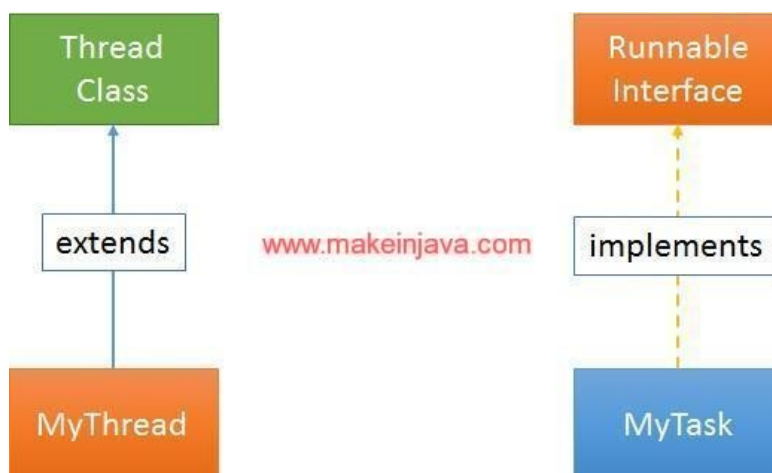 Thread
Class
Runnable
Interface
extends
www.makeinjava.com
implements
MyThread
MyTask